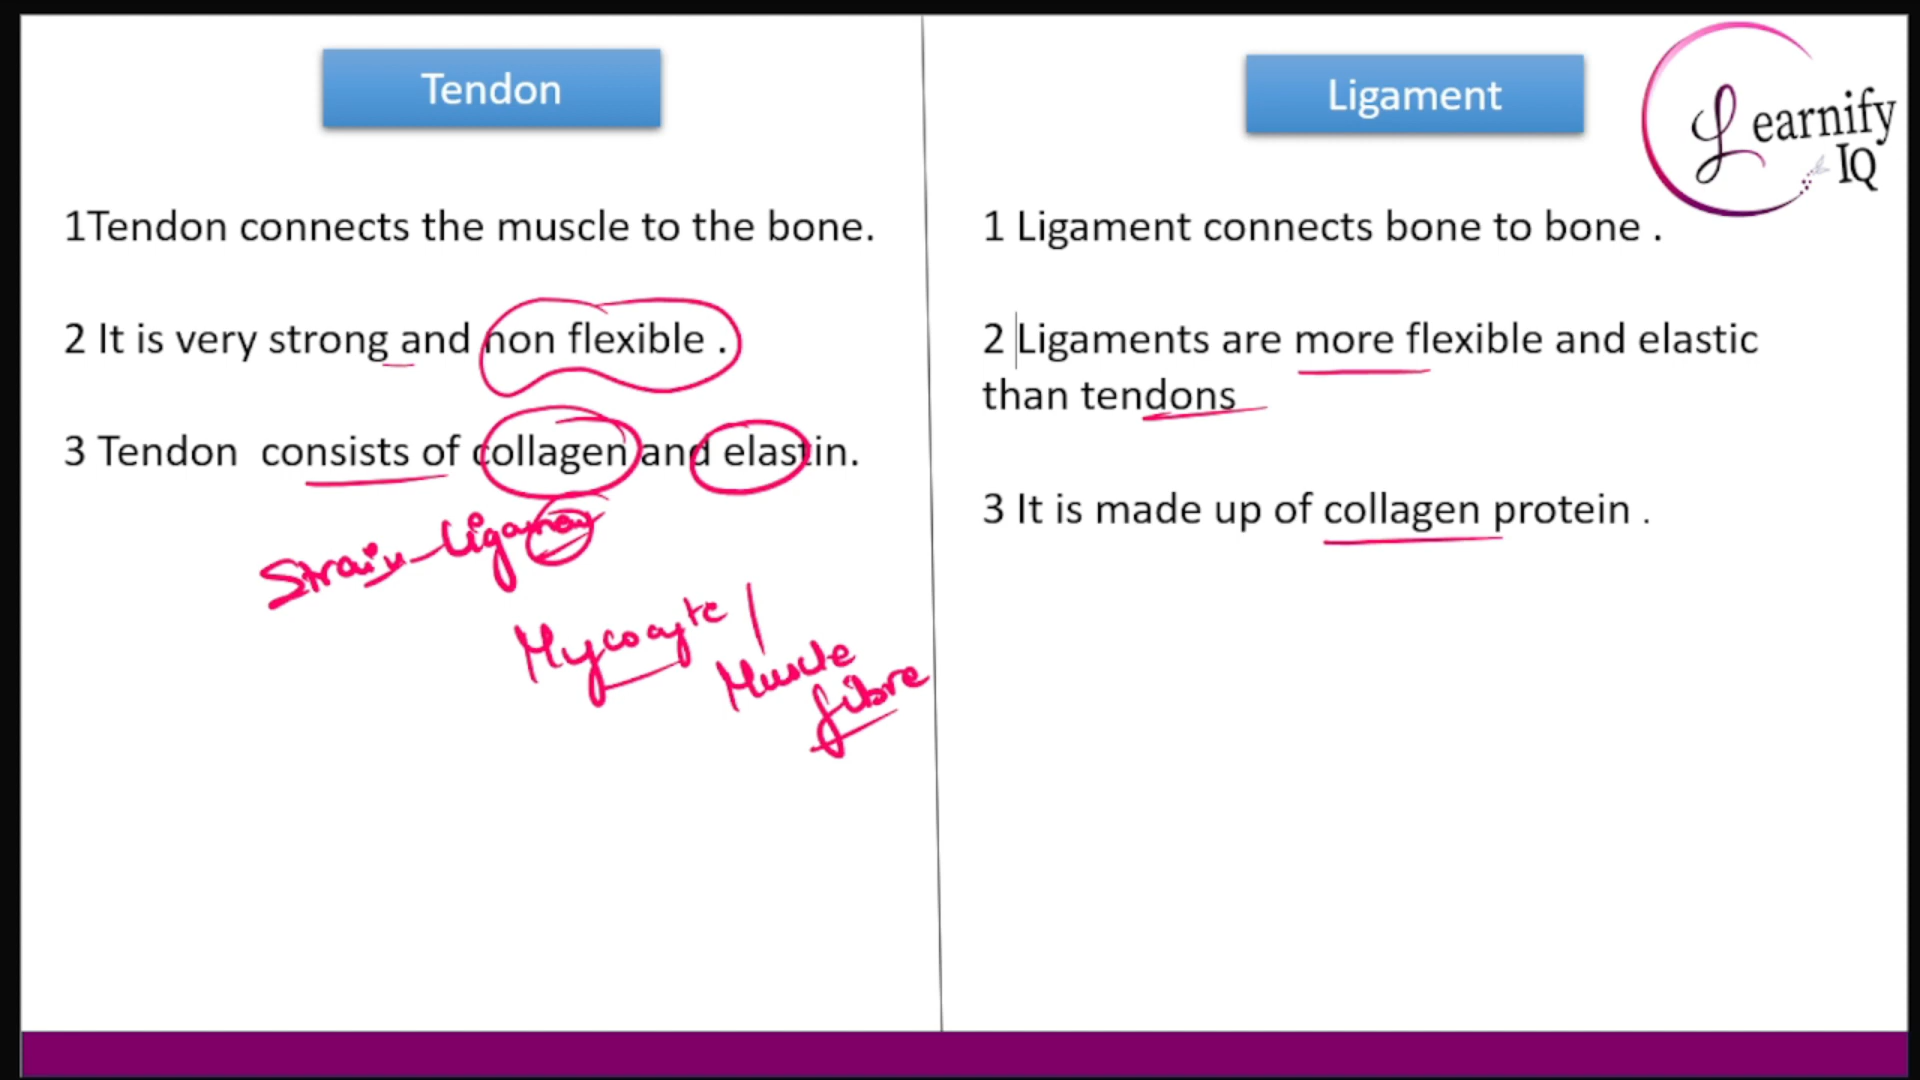 Tendon
1Tendon connects the muscle to the bone.
2 It is very strong and non flexible .
3 Tendon consists of collagen and elastin.
Strain-Ligamen
Mycocyte /
Muscle
fibre
Ligament
Learnify
IQ
1 Ligament connects bone to bone .
2 Ligaments are more flexible and elastic
than tendons
3 It is made up of collagen protein .